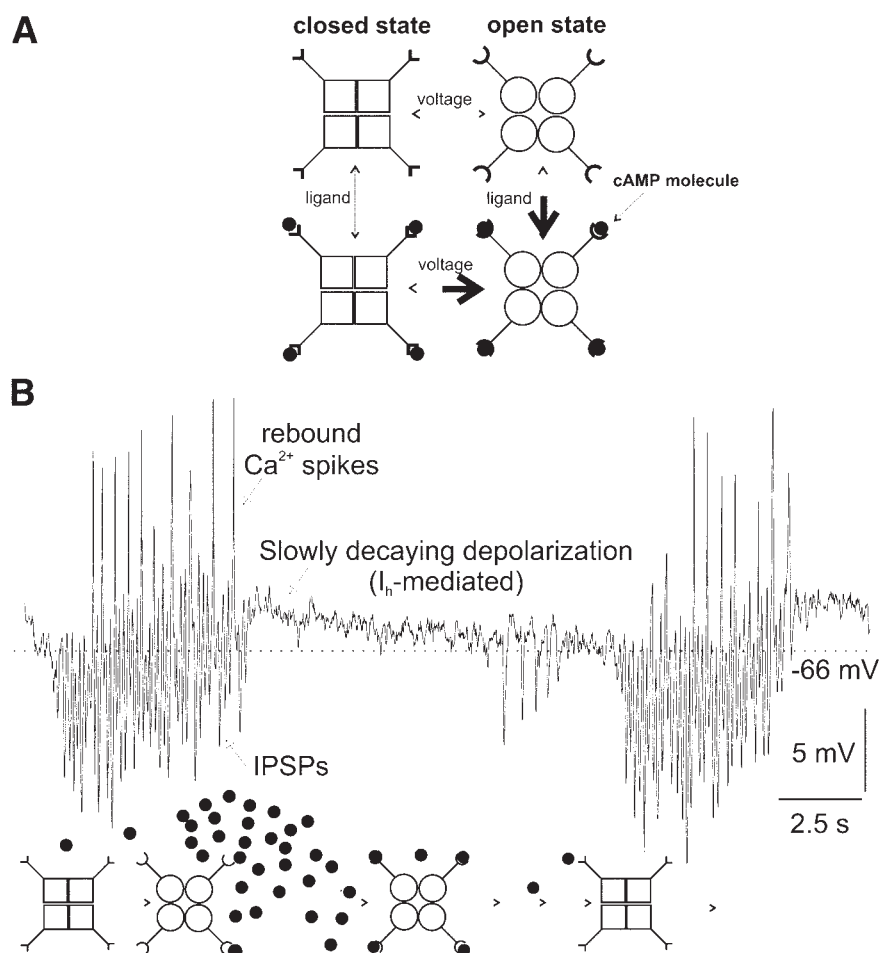 A
closed state open state
voltage
ligand ligand cAMP molecule
voltage
B
rebound
Ca2+ spikes
Slowly decaying depolarization
(Ih-mediated)
-66 mV
IPSPs
5 mV
2.5 s